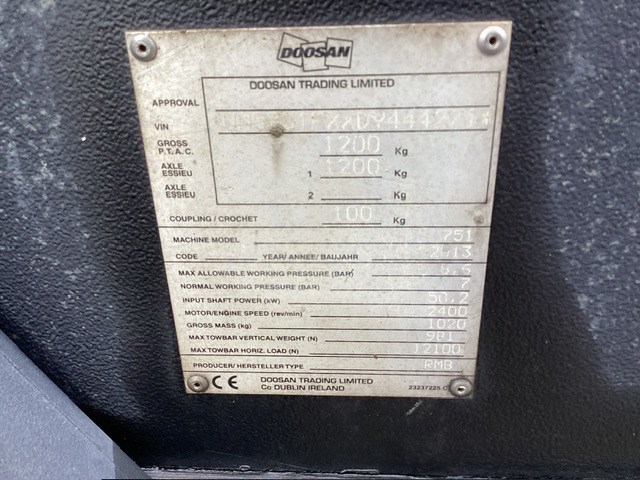 DOOSAN
DOOSAN TRADING LIMITED
APPROVAL
VIN
GROSS P.T.A.C. 1200 Kg
AXLE ESSIEU 1 1200 Kg
AXLE ESSIEU 2 Kg
COUPLING / CROCHET 100 Kg
MACHINE MODEL 751
CODE YEAR/ ANNEE/ BAUJAHR 2013
MAX ALLOWABLE WORKING PRESSURE (BAR)
NORMAL WORKING PRESSURE (BAR) 7
INPUT SHAFT POWER (kW) 50.2
MOTOR/ENGINE SPEED (rev/min) 2400
GROSS MASS (kg) 1020
MAX TOWBAR VERTICAL WEIGHT (N) 981
MAX TOWBAR HORIZ. LOAD (N) 12100
PRODUCER/ HERSTELLER TYPE RMB
CE DOOSAN TRADING LIMITED
Co DUBLIN IRELAND